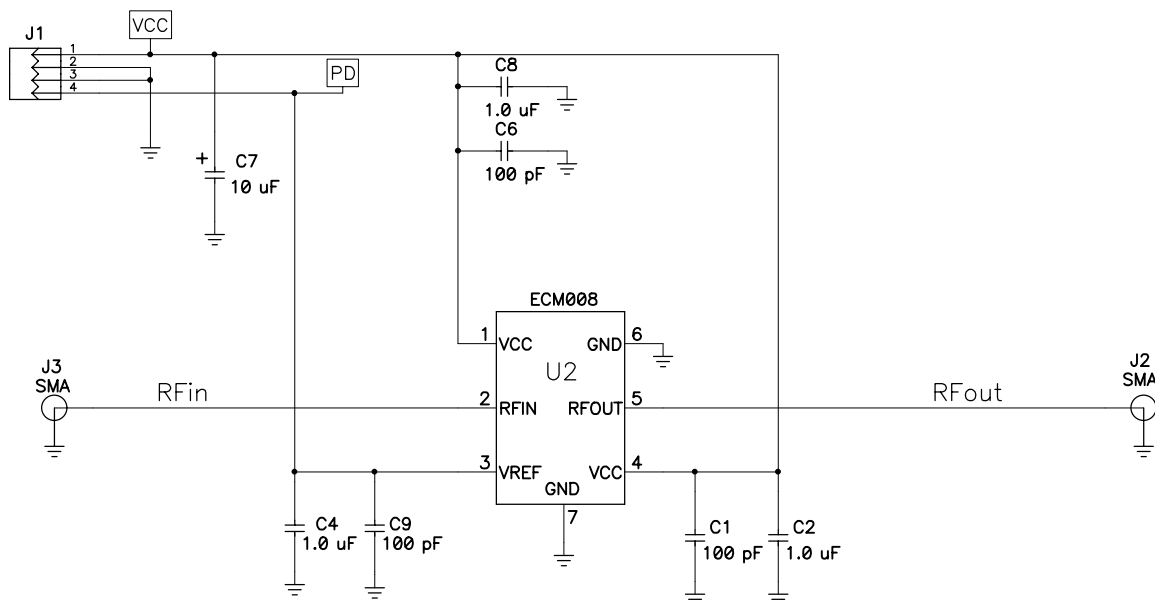 J1
VCC
1
2
3
4
PD
C8
1.0 uF
C6
100 pF
+
C7
10 uF
ECM008
1
VCC
GND
6
U2
J3
SMA
RFin
2
RFIN
RFOUT
5
RFout
J2
SMA
3
VREF
VCC
4
GND
7
C4
1.0 uF
C9
100 pF
C1
100 pF
C2
1.0 uF